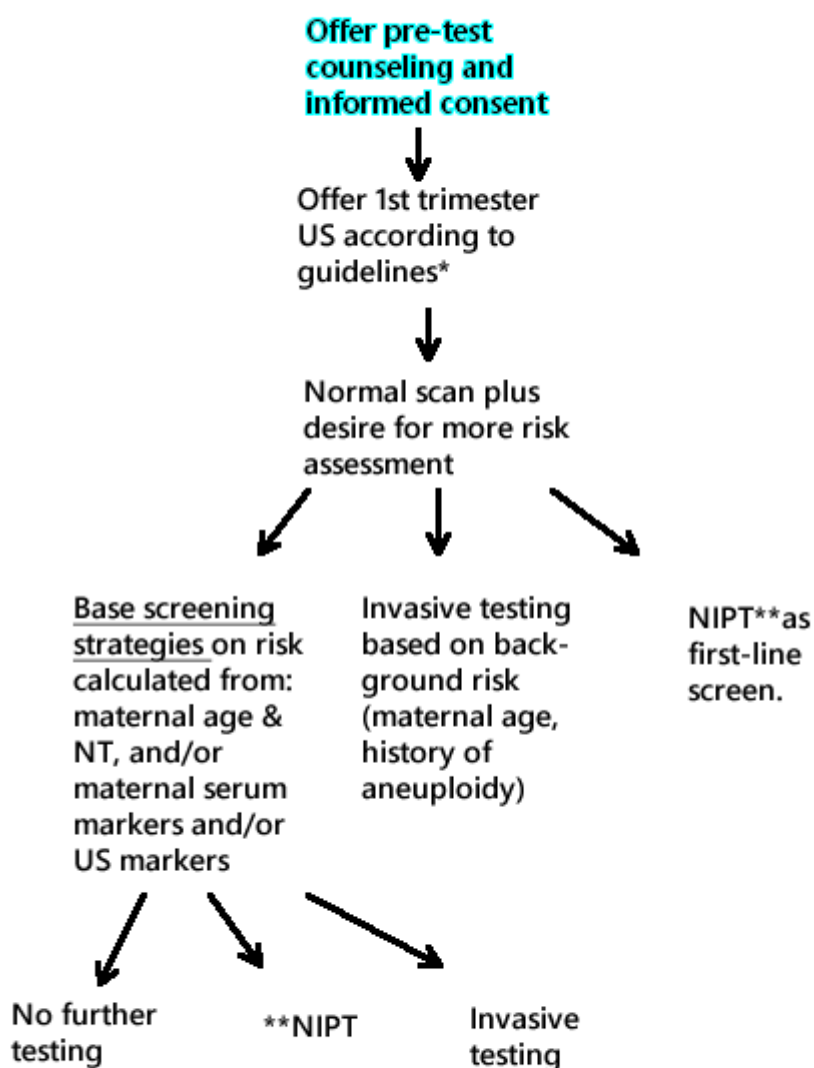 Offer pre-test
counseling and
informed consent
Offer 1st trimester
US according to
guidelines*
Normal scan plus
desire for more risk
assessment
Base screening
strategies on risk
calculated from:
maternal age &
NT, and/or
maternal serum
markers and/or
US markers
Invasive testing
based on back-
ground risk
(maternal age,
history of
aneuploidy)
NIPT**as
first-line
screen.
No further
testing
**NIPT
Invasive
testing